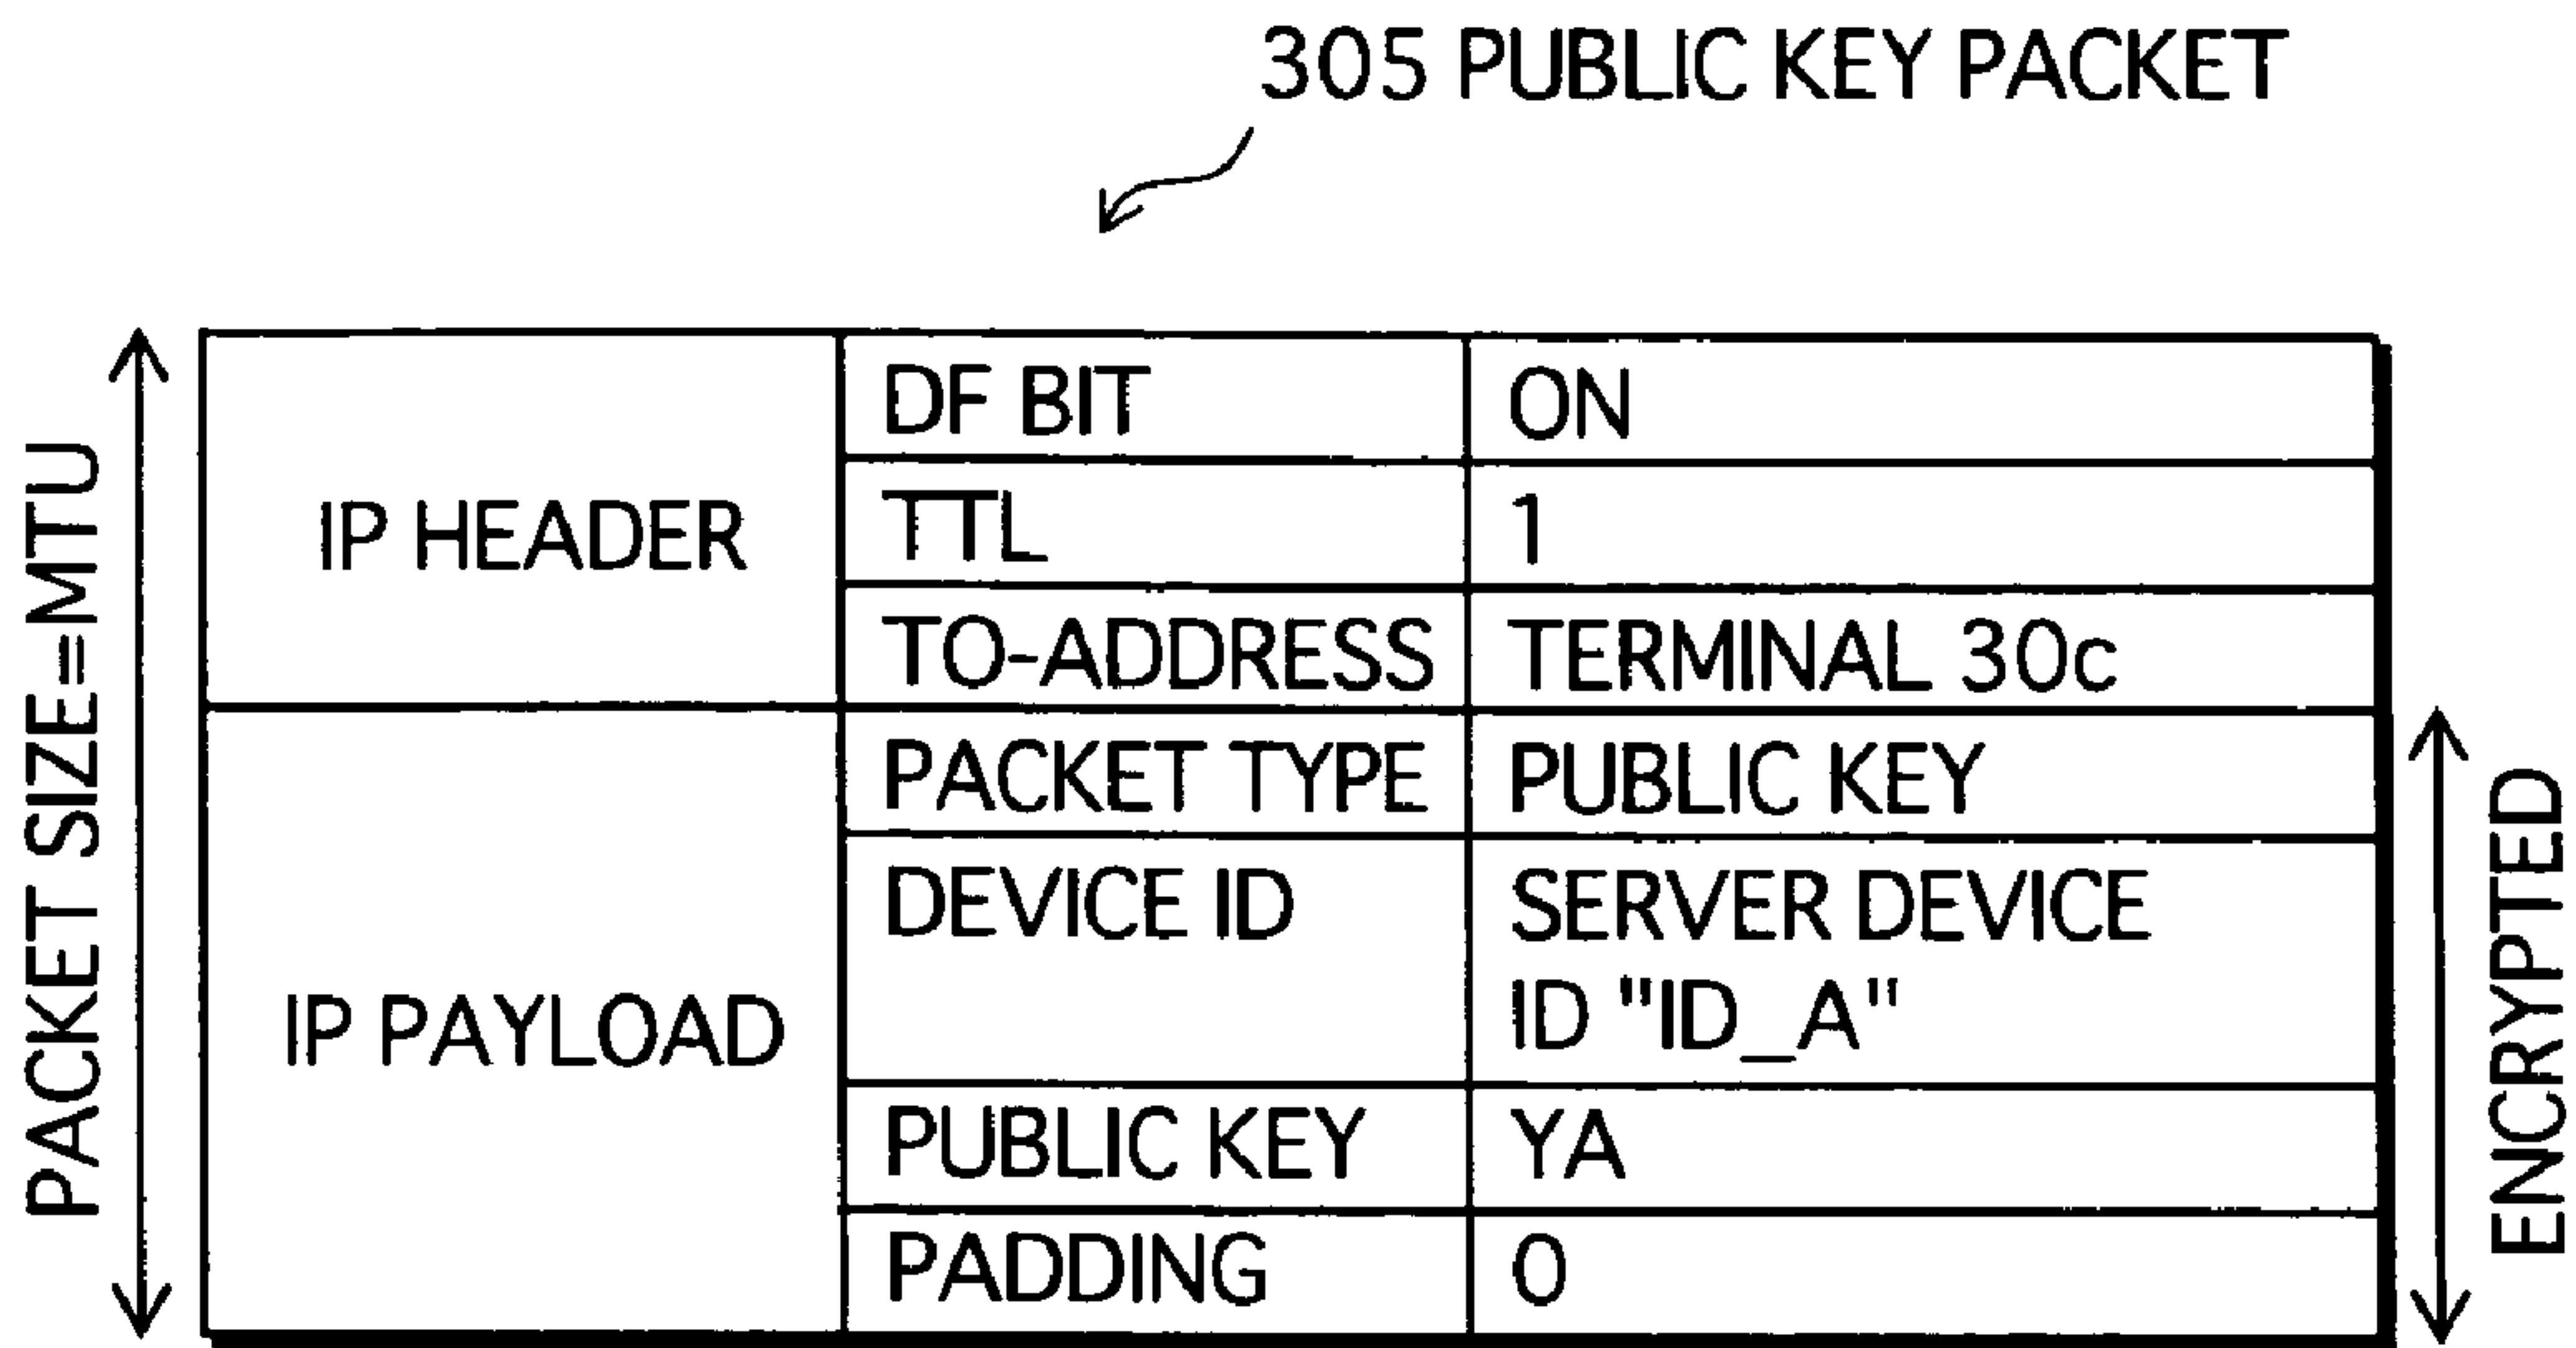 305 PUBLIC KEY PACKET
PACKET SIZE=MTU
IP HEADER
DF BIT
ON
TTL
1
TO-ADDRESS
TERMINAL 30c
IP PAYLOAD
PACKET TYPE
PUBLIC KEY
DEVICE ID
SERVER DEVICE
ID "ID_A"
PUBLIC KEY
YA
PADDING
0
ENCRYPTED